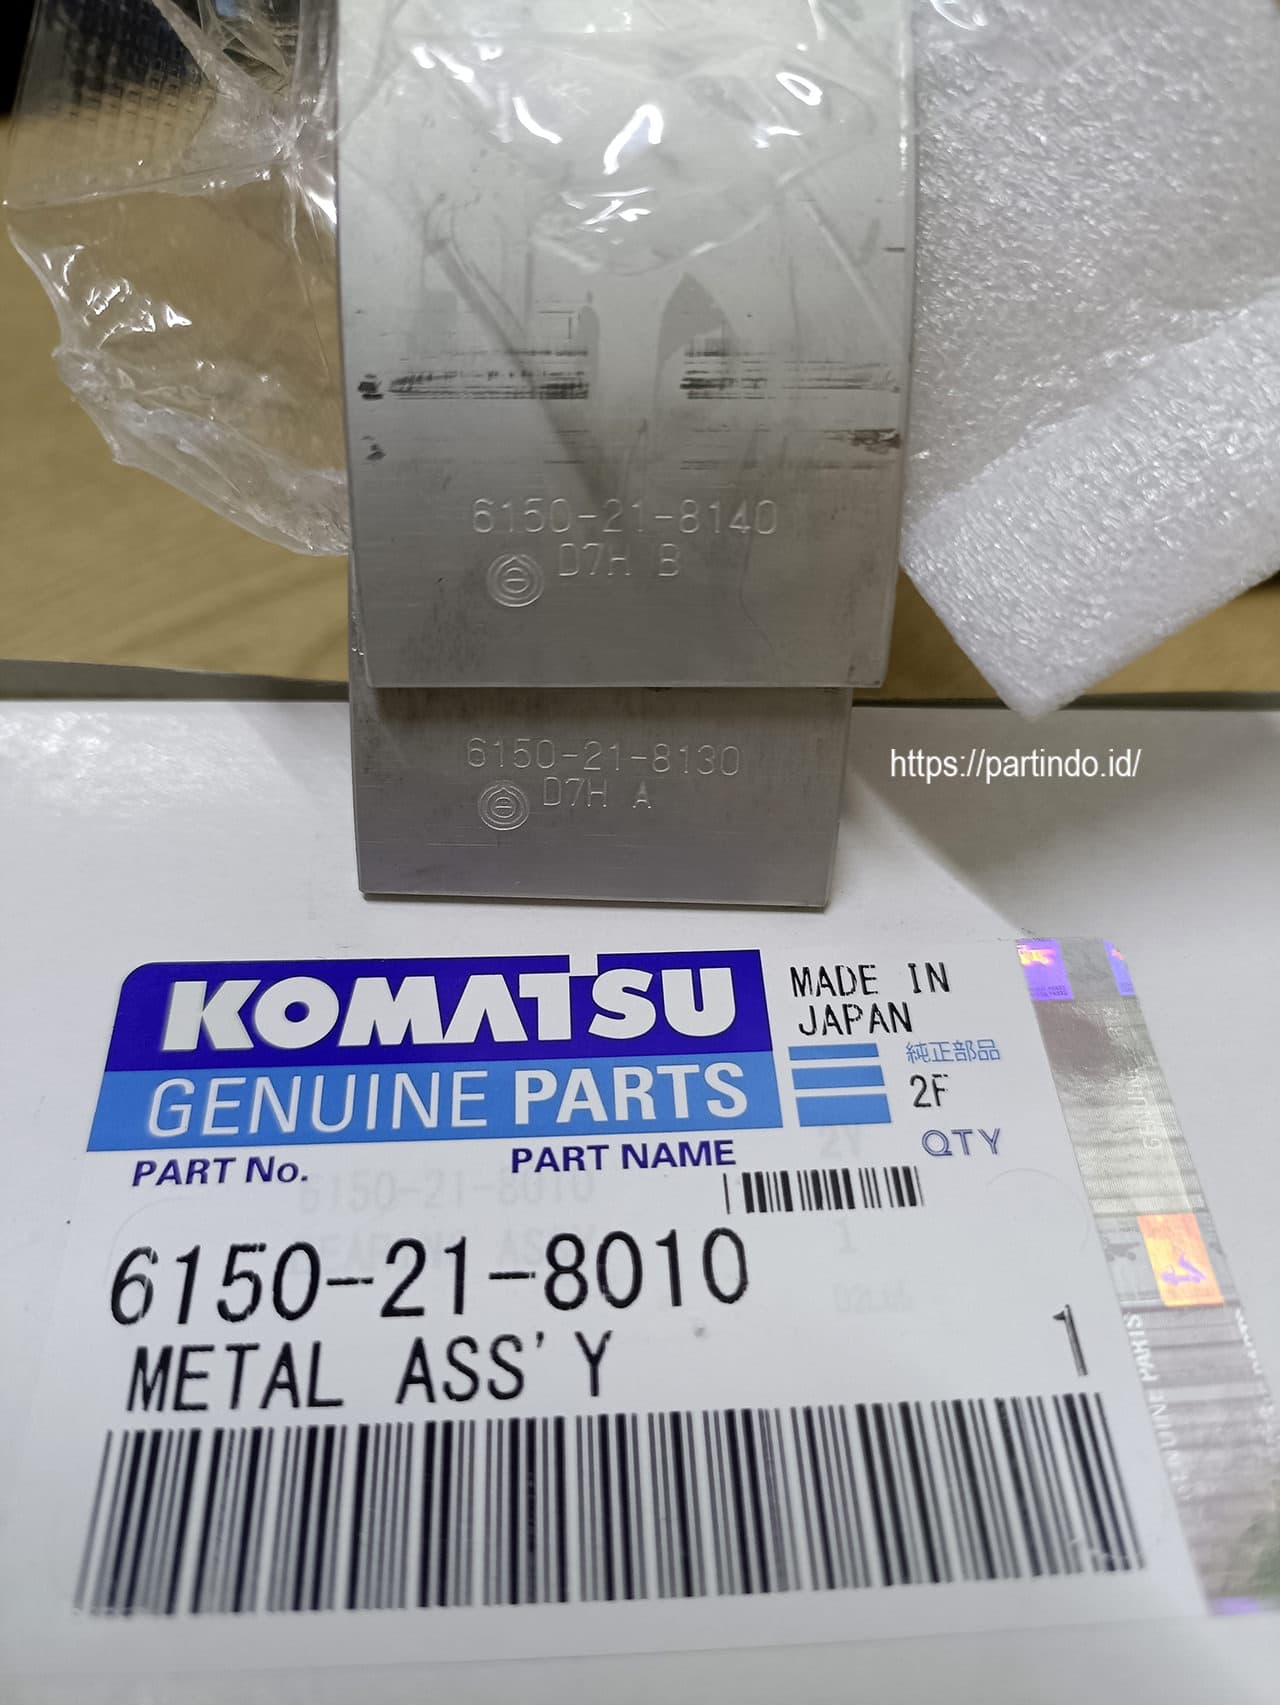 6150-21-8140
D7H B
6150-21-8130
D7H A
https://partindo.id/
KOMATSU
GENUINE PARTS
MADE IN
JAPAN
純正部品
2F
QTY
PART No.
PART NAME
6150-21-8010
METAL ASS'Y
1